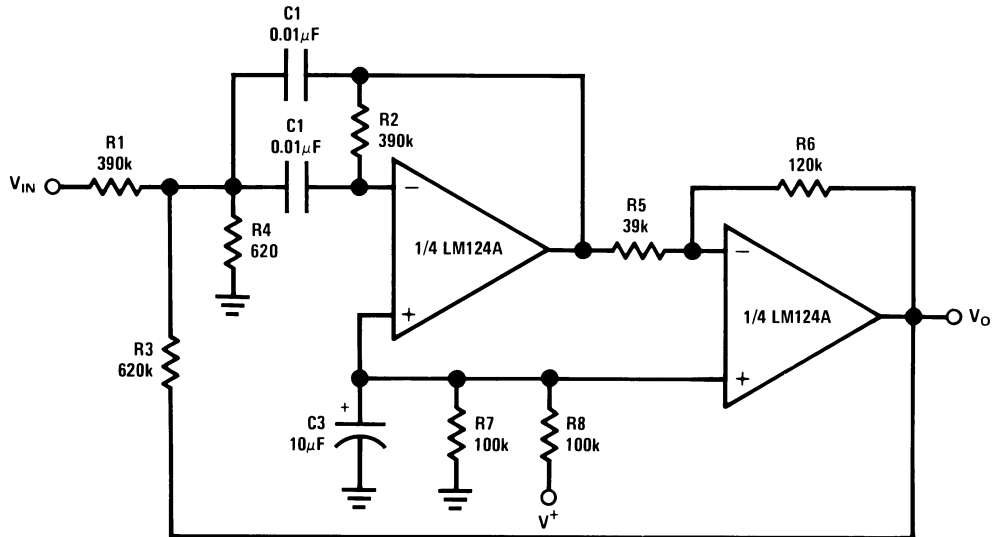 C1
0.01μF
C1
0.01μF
R2
390k
R1
390k
VIN
R4
620
−
+
1/4 LM124A
R5
39k
R6
120k
−
+
1/4 LM124A
VO
R3
620k
+
C3
10μF
R7
100k
R8
100k
V+